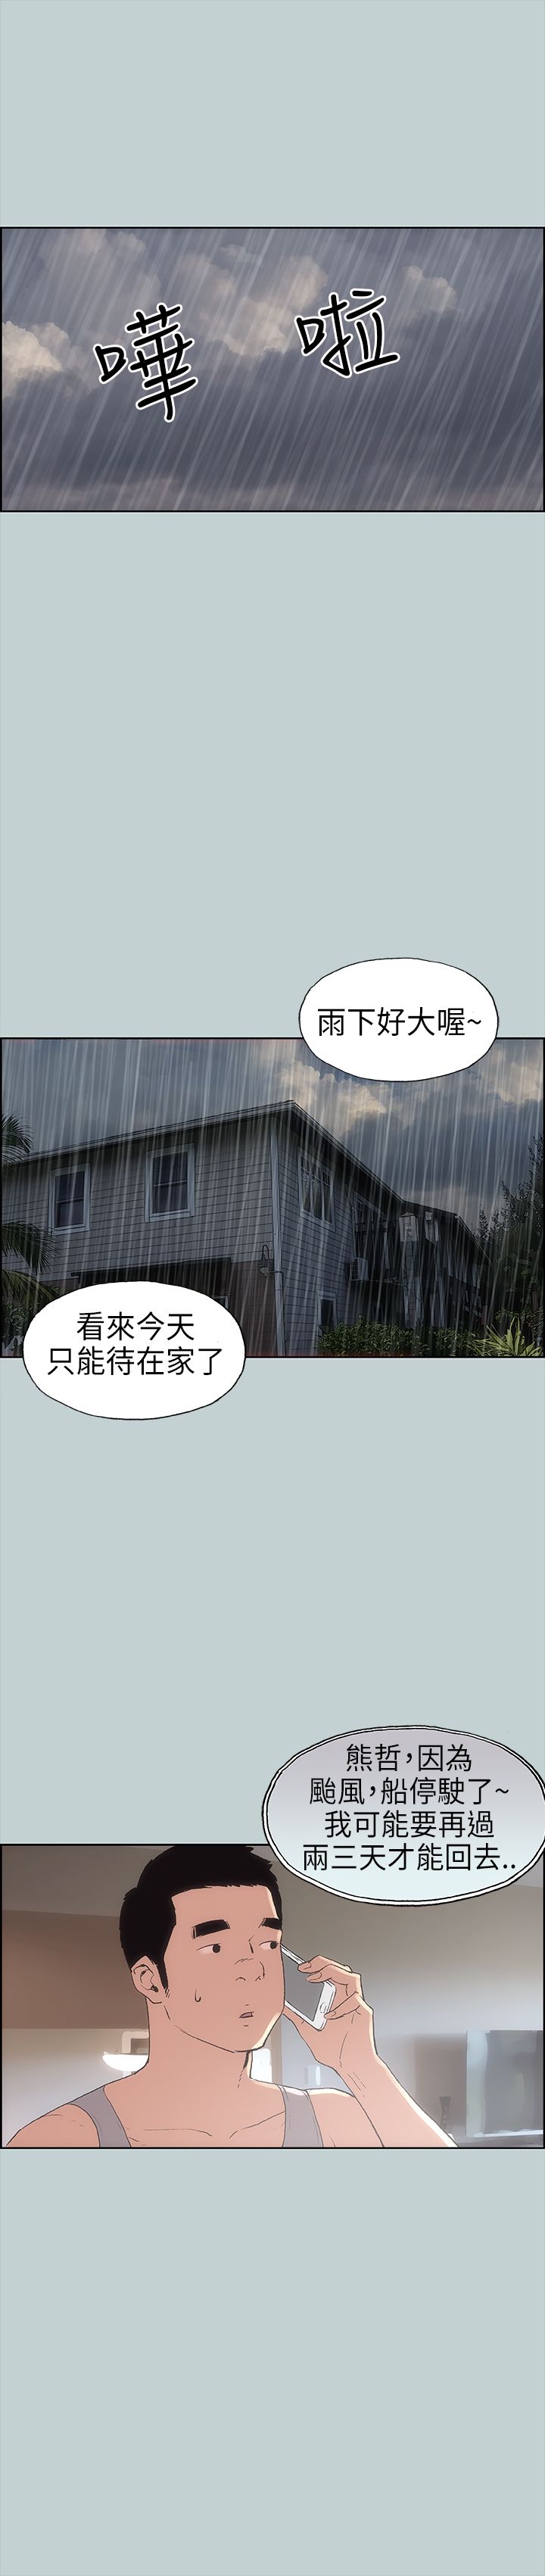 嘩啦
雨下好大喔~
看來今天
只能待在家了
熊哲,因為
颱風,船停駛了~
我可能要再過
兩三天才能回去..